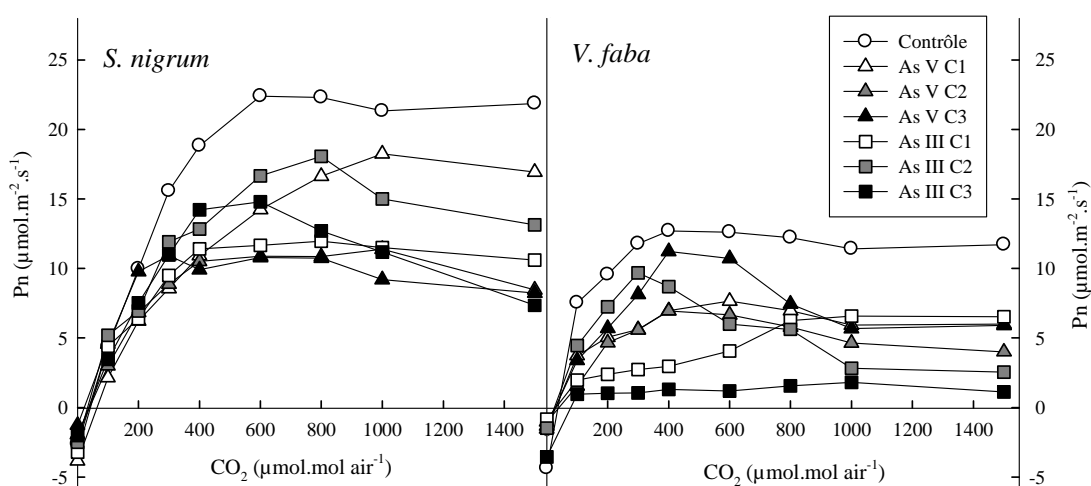 S. nigrum
V. faba
Contrôle
As V C1
As V C2
As V C3
As III C1
As III C2
As III C3
Pn (µmol.m-2.s-1)
25
20
15
10
5
0
-5
200 400 600 800 1000 1200 1400
CO2 (µmol.mol air-1)
200 400 600 800 1000 1200 1400
CO2 (µmol.mol air-1)
25
20
15
10
5
0
-5
Pn (µmol.m-2.s-1)